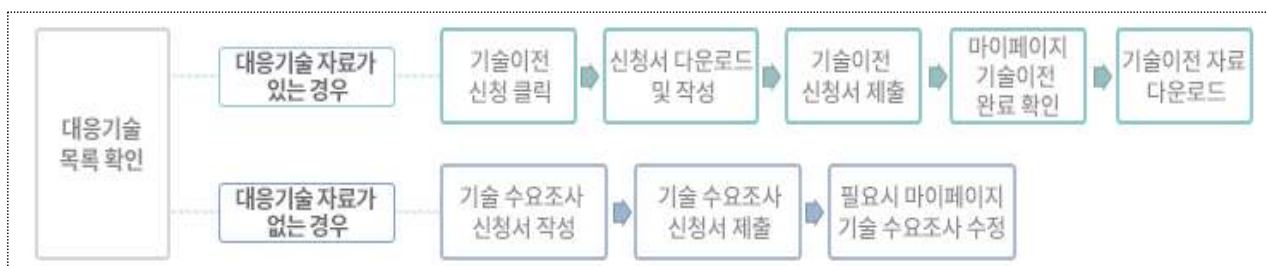 대응기술
목록 확인
대응기술 자료가
있는 경우
기술이전
신청 클릭
신청서 다운로드
및 작성
기술이전
신청서 제출
마이페이지
기술이전
완료 확인
기술이전 자료
다운로드
대응기술 자료가
없는 경우
기술 수요조사
신청서 작성
기술 수요조사
신청서 제출
필요시 마이페이지
기술 수요조사 수정